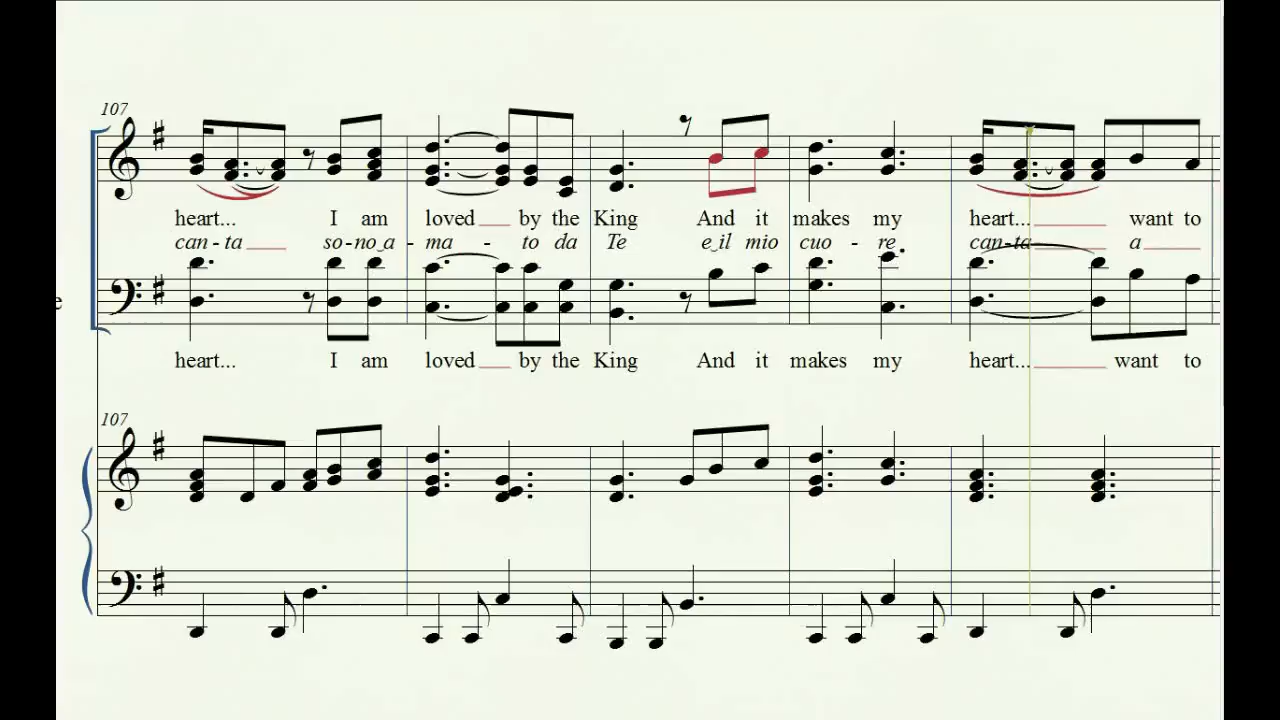 107
heart... I am loved by the King And it makes my heart... want to
can - ta so - no a - ma - to da Te e il mio cuo - re can - ta a
e
heart... I am loved by the King And it makes my heart... want to
107